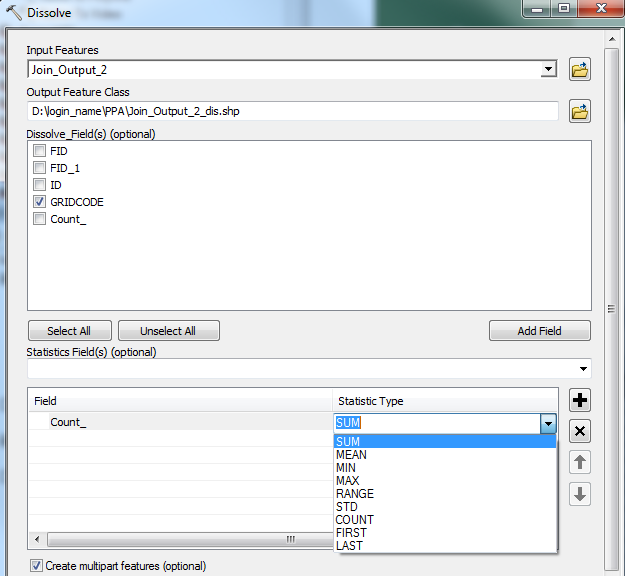 Dissolve
Input Features
Join_Output_2
Output Feature Class
D:\login_name\PPA\Join_Output_2_dis.shp
Dissolve_Field(s) (optional)
FID
FID_1
ID
GRIDCODE
Count_
Select All
Unselect All
Add Field
Statistics Field(s) (optional)
Field
Statistic Type
Count_
SUM
SUM
MEAN
MIN
MAX
RANGE
STD
COUNT
FIRST
LAST
Create multipart features (optional)